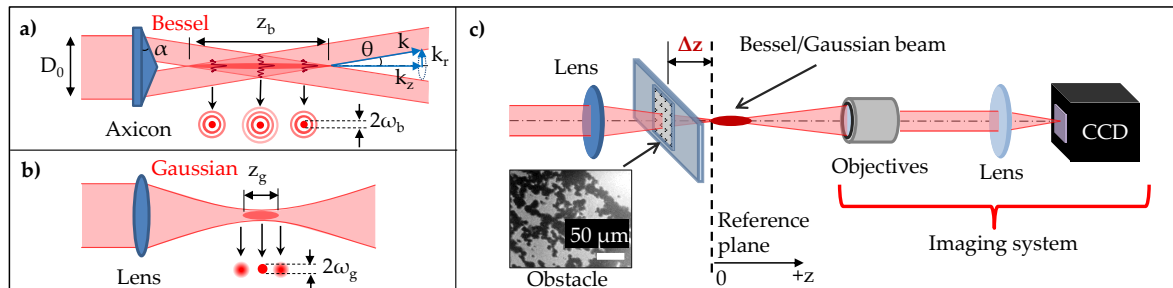 a)
Bessel
z_b
α
D_0
θ
k
k_r
k_z
Axicon
2ω_b
b)
Gaussian
z_g
Lens
2ω_g
c)
Δz
Bessel/Gaussian beam
Lens
CCD
Objectives
Lens
50 μm
Obstacle
Reference
plane
0
+z
Imaging system